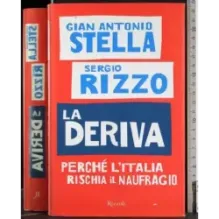 STELLA
RIZZO
LA DERIVA
GIAN ANTONIO
STELLA
SERGIO
RIZZO
LA
DERIVA
PERCHÉ L'ITALIA
RISCHIA IL NAUFRAGIO
Rizzoli